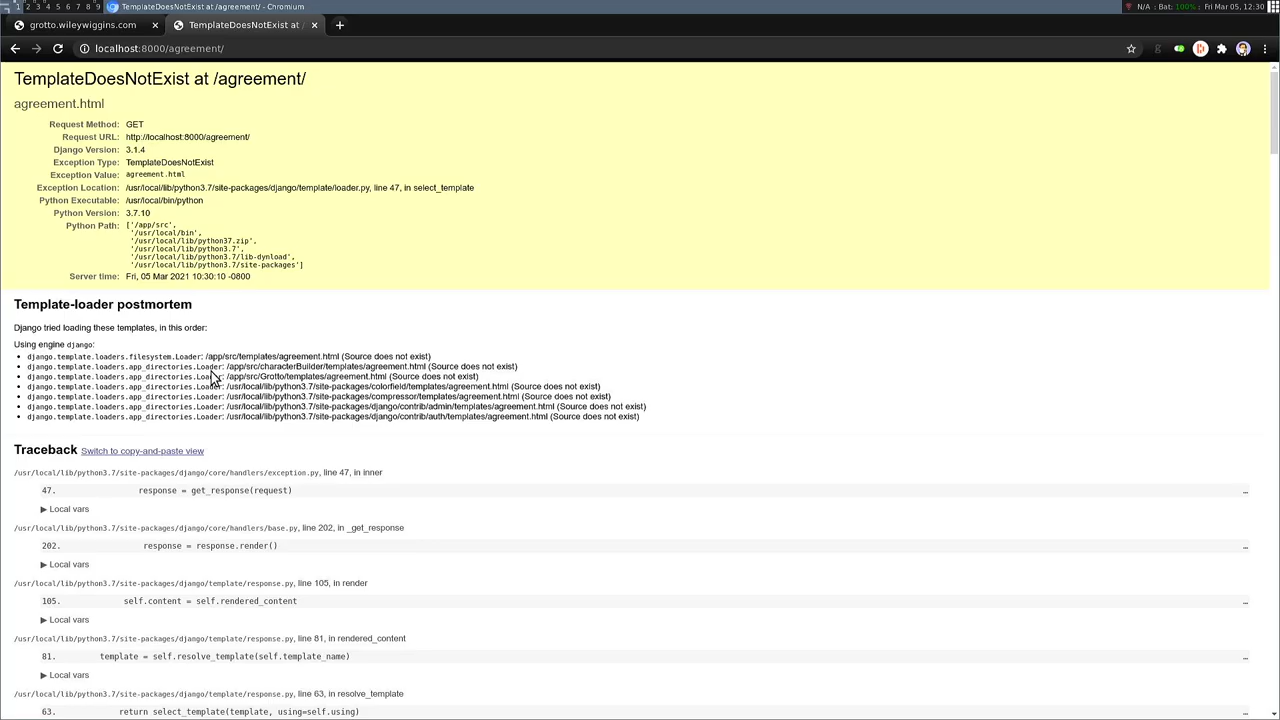 1 2 3 4 5 6 7 8 9 TemplateDoesNotExist at /agreement/ - Chromium N/A : Bat: 100% : Fri Mar 05, 12:30
grotto.wileywiggins.com × TemplateDoesNotExist at / × +
localhost:8000/agreement/
TemplateDoesNotExist at /agreement/
agreement.html
Request Method: GET
Request URL: http://localhost:8000/agreement/
Django Version: 3.1.4
Exception Type: TemplateDoesNotExist
Exception Value: agreement.html
Exception Location: /usr/local/lib/python3.7/site-packages/django/template/loader.py, line 47, in select_template
Python Executable: /usr/local/bin/python
Python Version: 3.7.10
Python Path: ['/app/src',
'/usr/local/bin',
'/usr/local/lib/python37.zip',
'/usr/local/lib/python3.7',
'/usr/local/lib/python3.7/lib-dynload',
'/usr/local/lib/python3.7/site-packages']
Server time: Fri, 05 Mar 2021 10:30:10 -0800
Template-loader postmortem
Django tried loading these templates, in this order:
Using engine django:
• django.template.loaders.filesystem.Loader: /app/src/templates/agreement.html (Source does not exist)
• django.template.loaders.app_directories.Loader: /app/src/characterBuilder/templates/agreement.html (Source does not exist)
• django.template.loaders.app_directories.Loader: /app/src/Grotto/templates/agreement.html (Source does not exist)
• django.template.loaders.app_directories.Loader: /usr/local/lib/python3.7/site-packages/colorfield/templates/agreement.html (Source does not exist)
• django.template.loaders.app_directories.Loader: /usr/local/lib/python3.7/site-packages/compressor/templates/agreement.html (Source does not exist)
• django.template.loaders.app_directories.Loader: /usr/local/lib/python3.7/site-packages/django/contrib/admin/templates/agreement.html (Source does not exist)
• django.template.loaders.app_directories.Loader: /usr/local/lib/python3.7/site-packages/django/contrib/auth/templates/agreement.html (Source does not exist)
Traceback Switch to copy-and-paste view
/usr/local/lib/python3.7/site-packages/django/core/handlers/exception.py, line 47, in inner
47. response = get_response(request) …
▶ Local vars
/usr/local/lib/python3.7/site-packages/django/core/handlers/base.py, line 202, in _get_response
202. response = response.render() …
▶ Local vars
/usr/local/lib/python3.7/site-packages/django/template/response.py, line 105, in render
105. self.content = self.rendered_content …
▶ Local vars
/usr/local/lib/python3.7/site-packages/django/template/response.py, line 81, in rendered_content
81. template = self.resolve_template(self.template_name) …
▶ Local vars
/usr/local/lib/python3.7/site-packages/django/template/response.py, line 63, in resolve_template
63. return select_template(template, using=self.using) …